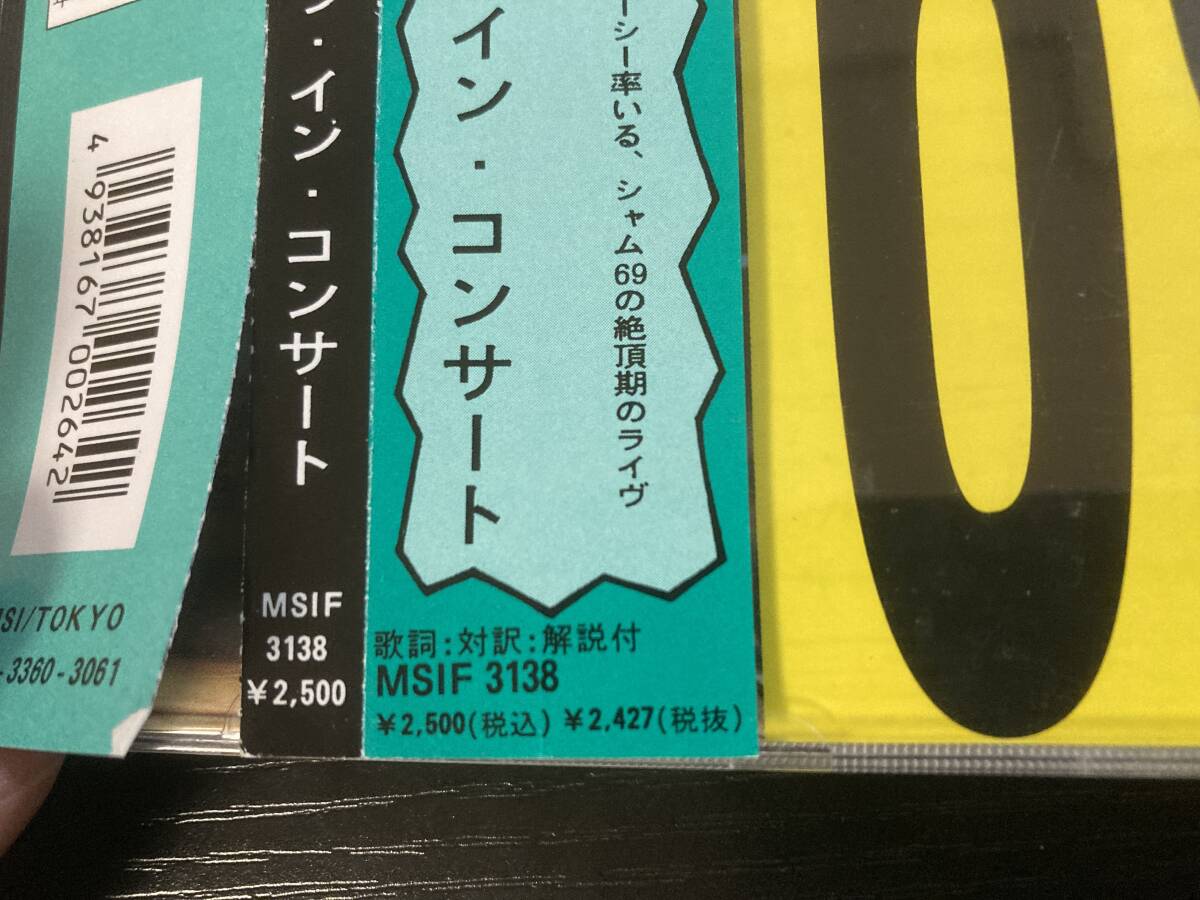 4 938167 002642
SI/TOKYO
-3360-3061
・イン・コンサート
MSIF
3138
¥2,500
イン・コンサート
ーシー率いる、シャム69の絶頂期のライヴ
歌詞:対訳:解説付
MSIF 3138
¥2,500(税込) ¥2,427(税抜)